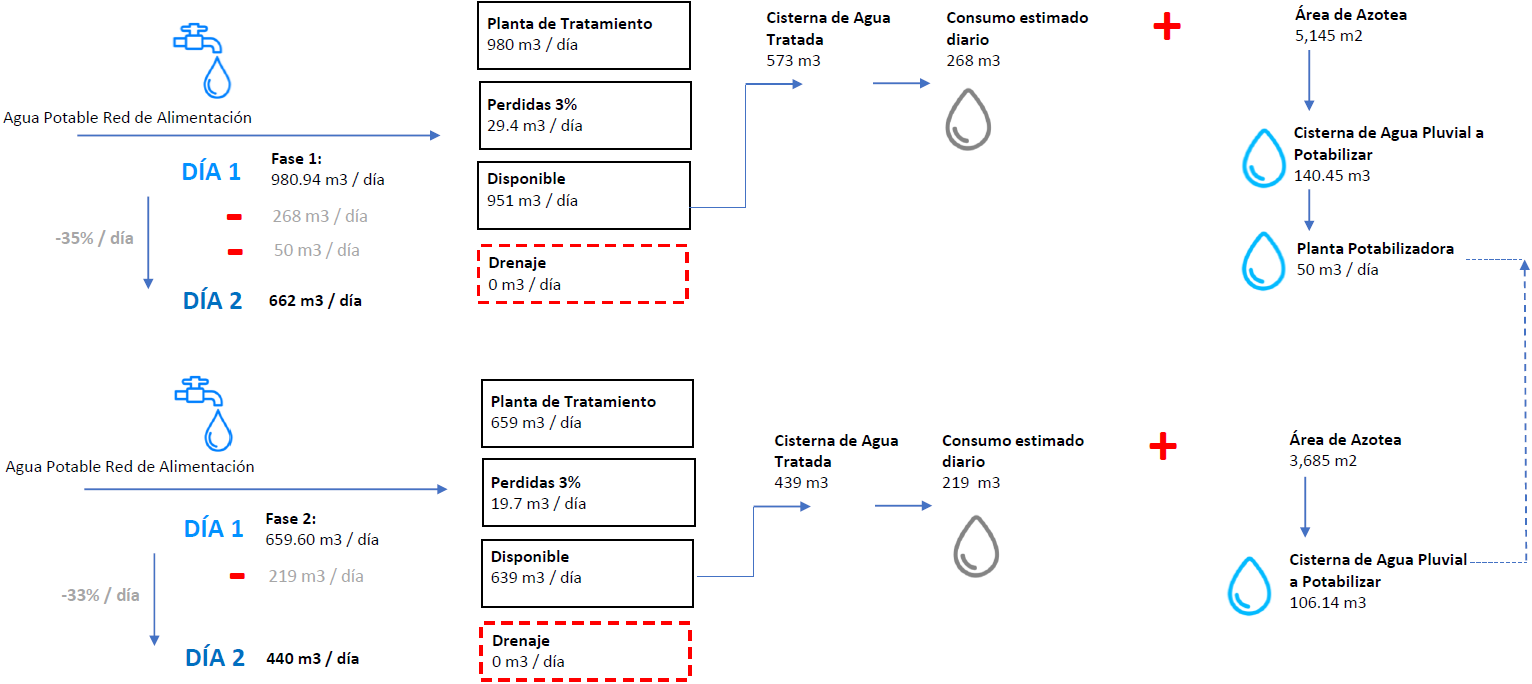 Agua Potable Red de Alimentación
DÍA 1
Fase 1:
980.94 m3 / día
268 m3 / día
-35% / día
50 m3 / día
DÍA 2
662 m3 / día
Planta de Tratamiento
980 m3 / día
Perdidas 3%
29.4 m3 / día
Disponible
951 m3 / día
Drenaje
0 m3 / día
Cisterna de Agua
Tratada
573 m3
Consumo estimado
diario
268 m3
Área de Azotea
5,145 m2
Cisterna de Agua Pluvial a
Potabilizar
140.45 m3
Planta Potabilizadora
50 m3 / día
Agua Potable Red de Alimentación
DÍA 1
Fase 2:
659.60 m3 / día
219 m3 / día
-33% / día
DÍA 2
440 m3 / día
Planta de Tratamiento
659 m3 / día
Perdidas 3%
19.7 m3 / día
Disponible
639 m3 / día
Drenaje
0 m3 / día
Cisterna de Agua
Tratada
439 m3
Consumo estimado
diario
219 m3
Área de Azotea
3,685 m2
Cisterna de Agua Pluvial
a Potabilizar
106.14 m3